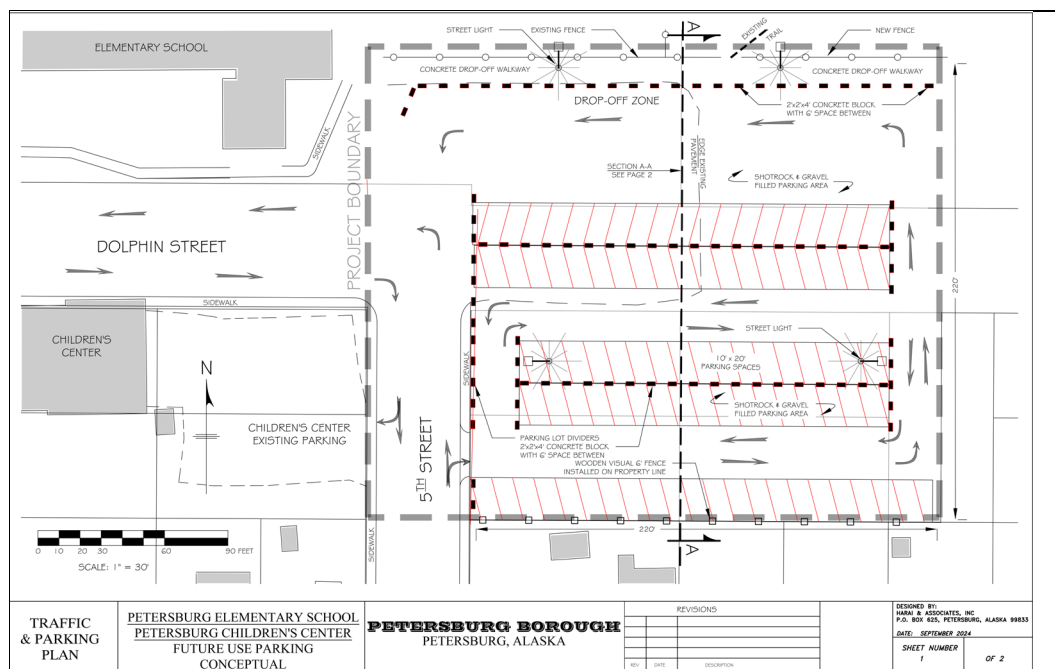 ELEMENTARY SCHOOL
STREET LIGHT
EXISTING FENCE
A
EXISTING
TRAIL
NEW FENCE
CONCRETE DROP-OFF WALKWAY
CONCRETE DROP-OFF WALKWAY
DROP-OFF ZONE
2'x2'x4' CONCRETE BLOCK
WITH 6' SPACE BETWEEN
SIDEWALK
PROJECT BOUNDARY
EDGE EXISTING
PAVEMENT
SECTION A-A
SEE PAGE 2
SHOTROCK & GRAVEL
FILLED PARKING AREA
DOLPHIN STREET
220'
SIDEWALK
CHILDREN'S
CENTER
STREET LIGHT
10' x 20'
PARKING SPACES
SIDEWALK
N
SHOTROCK & GRAVEL
FILLED PARKING AREA
CHILDREN'S CENTER
EXISTING PARKING
5TH STREET
PARKING LOT DIVIDERS
2'x2'x4' CONCRETE BLOCK
WITH 6' SPACE BETWEEN
WOODEN VISUAL 6' FENCE
INSTALLED ON PROPERTY LINE
220'
SIDEWALK
A
0 10 20 30 60 90 FEET
SCALE: 1" = 30'
TRAFFIC
& PARKING
PLAN
PETERSBURG ELEMENTARY SCHOOL
PETERSBURG CHILDREN'S CENTER
FUTURE USE PARKING
CONCEPTUAL
PETERSBURG BOROUGH
PETERSBURG, ALASKA
REVISIONS
REV. DATE DESCRIPTION
DESIGNED BY:
HARAI & ASSOCIATES, INC
P.O. BOX 625, PETERSBURG, ALASKA 99833
DATE: SEPTEMBER 2024
SHEET NUMBER
1 OF 2